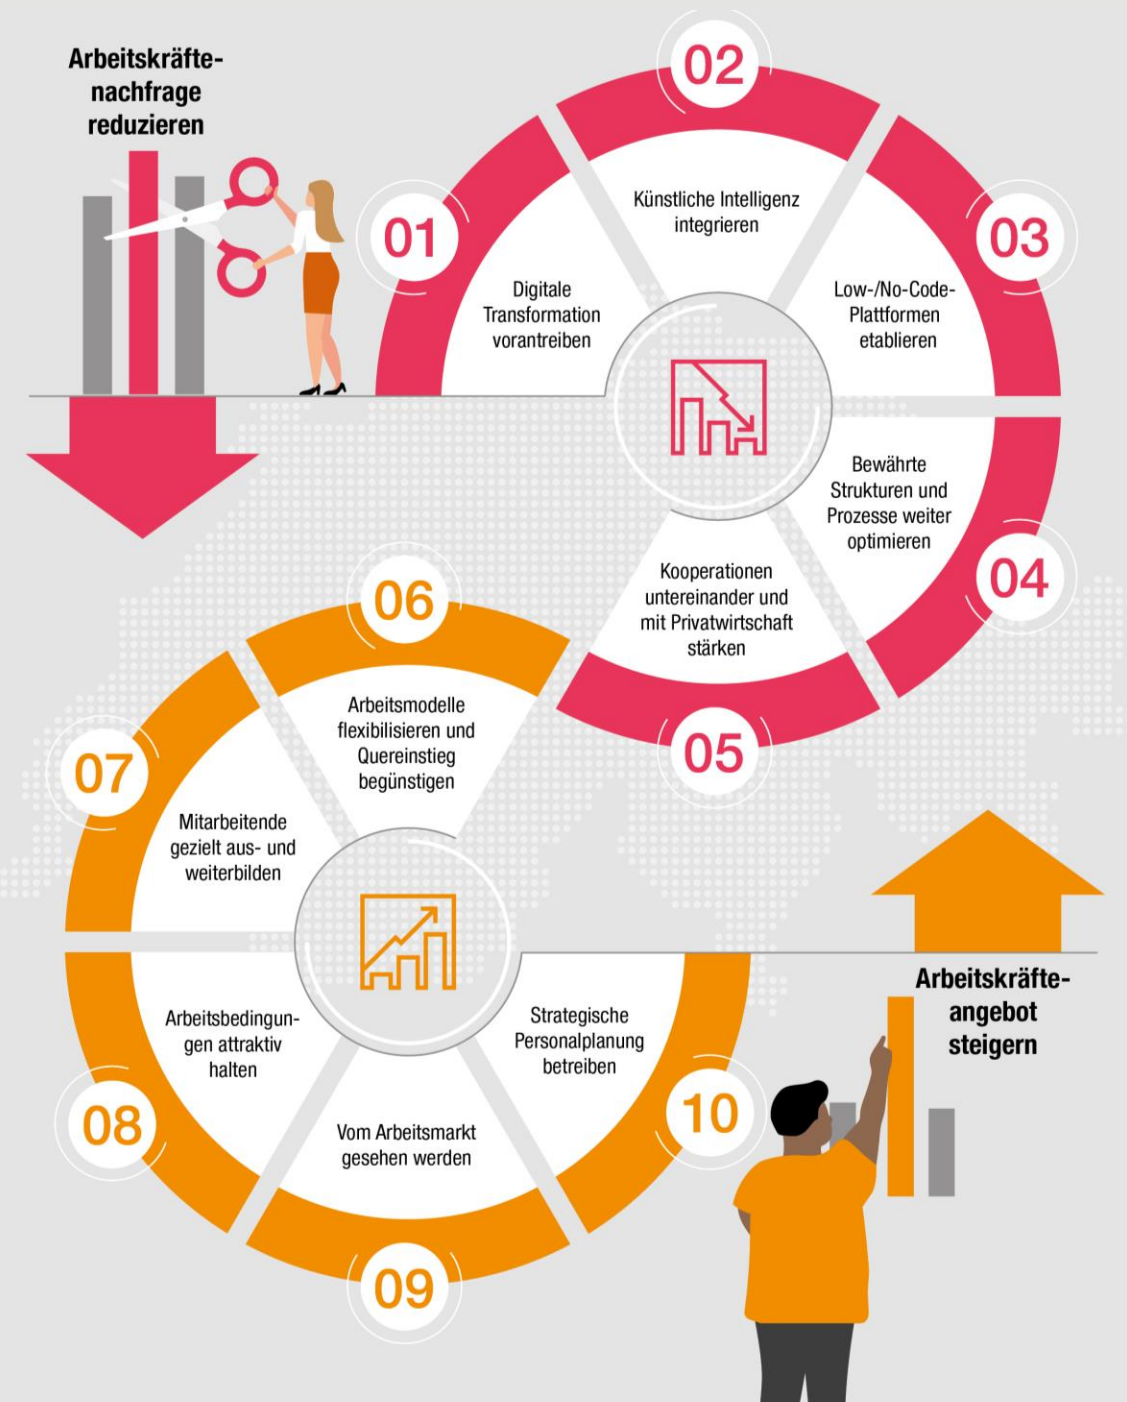 Arbeitskräfte-
nachfrage
reduzieren
01
Digitale
Transformation
vorantreiben
02
Künstliche Intelligenz
integrieren
03
Low-/No-Code-
Plattformen
etablieren
04
Bewährte
Strukturen und
Prozesse weiter
optimieren
05
Kooperationen
untereinander und
mit Privatwirtschaft
stärken
06
Arbeitsmodelle
flexibilisieren und
Quereinstieg
begünstigen
07
Mitarbeitende
gezielt aus- und
weiterbilden
08
Arbeitsbedingun-
gen attraktiv
halten
09
Vom Arbeitsmarkt
gesehen werden
10
Strategische
Personalplanung
betreiben
Arbeitskräfte-
angebot
steigern